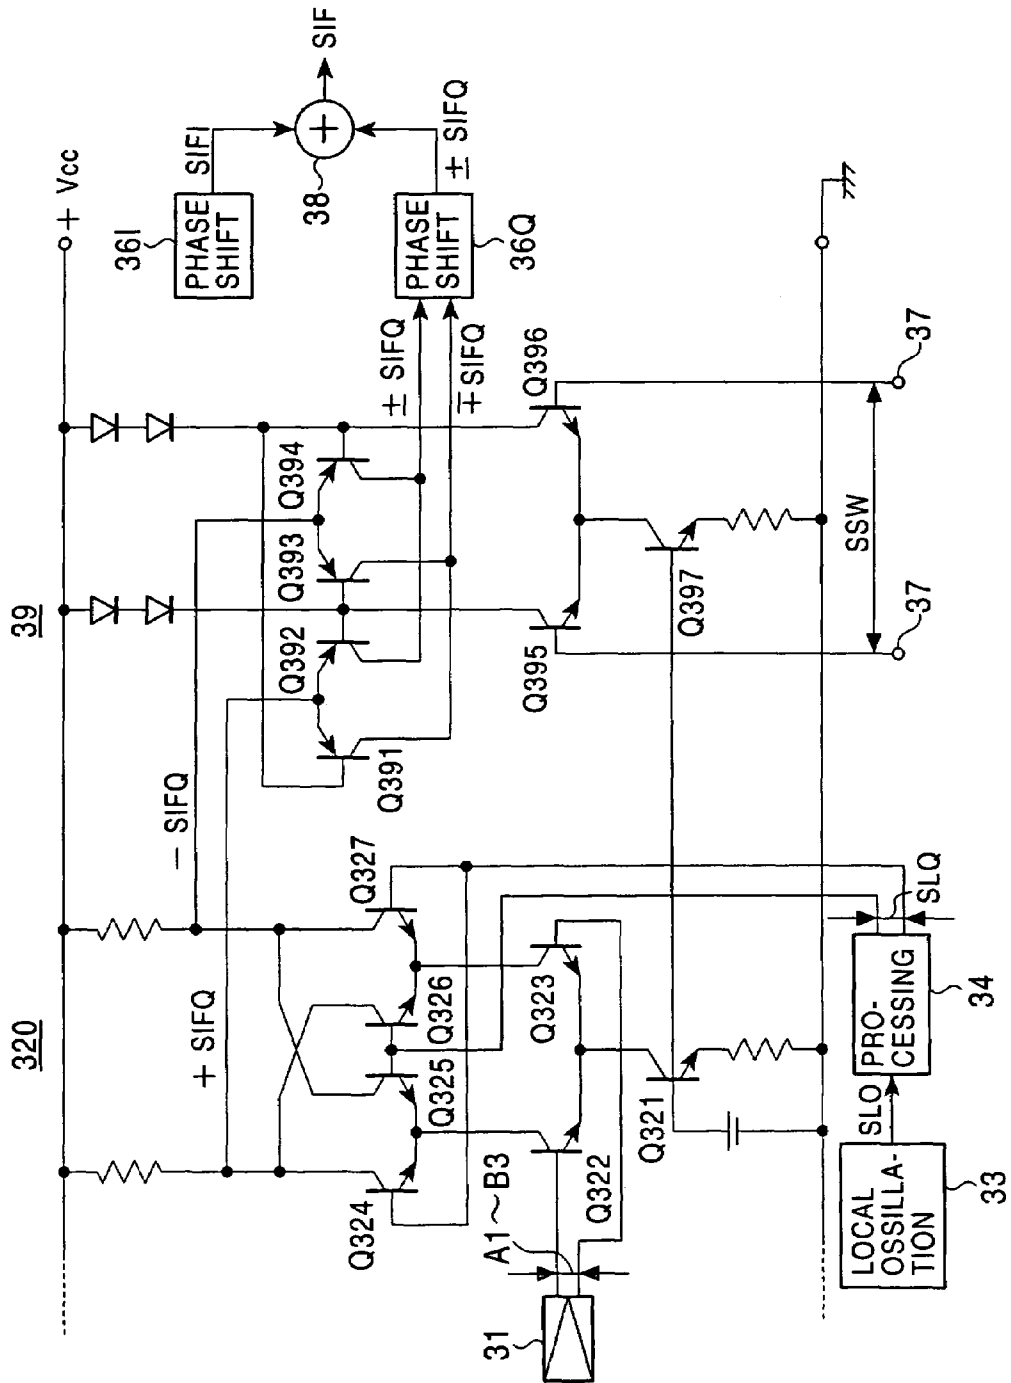 320
39
+ Vcc
36I
PHASE
SHIFT
SIFI
+
SIF
38
± SIFQ
PHASE
SHIFT
36Q
− SIFQ
+ SIFQ
± SIFQ
∓ SIFQ
Q324
Q325
Q326
Q327
Q391
Q392
Q393
Q394
Q395
Q396
31
A1~B3
Q322
Q323
Q321
Q397
SSW
37
37
LOCAL
OSSILLA-
TION
33
SLO
PRO-
CESSING
34
SLQ